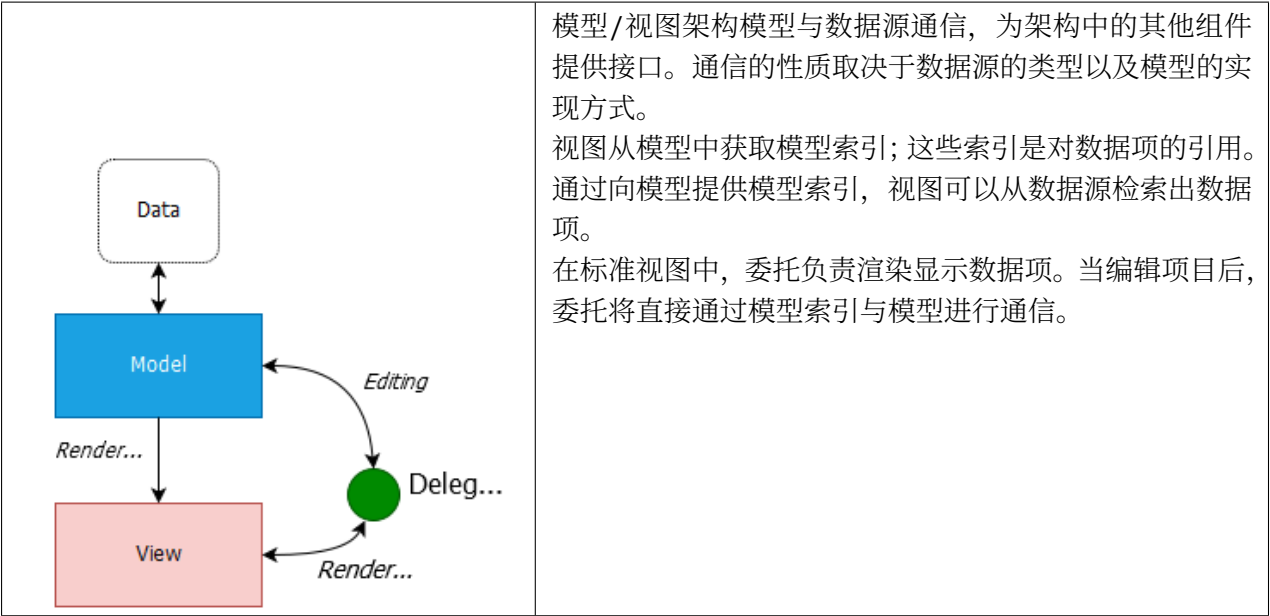 Data
Model
Editing
Render...
Deleg...
View
Render...
模型/视图架构模型与数据源通信，为架构中的其他组件
提供接口。通信的性质取决于数据源的类型以及模型的实
现方式。
视图从模型中获取模型索引；这些索引是对数据项的引用。
通过向模型提供模型索引，视图可以从数据源检索出数据
项。
在标准视图中，委托负责渲染显示数据项。当编辑项目后，
委托将直接通过模型索引与模型进行通信。